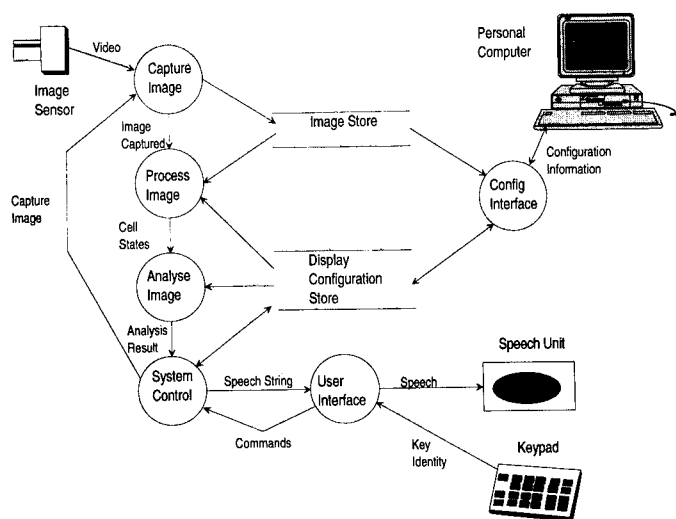 Personal
Computer
Video
Capture
Image
Image
Sensor
Image Store
Image
Captured
Configuration
Information
Process
Image
Config
Interface
Capture
Image
Cell
States
Display
Configuration
Store
Analyse
Image
Analysis
Result
Speech Unit
System
Control
Speech String
User
Interface
Speech
Commands
Key
Identity
Keypad